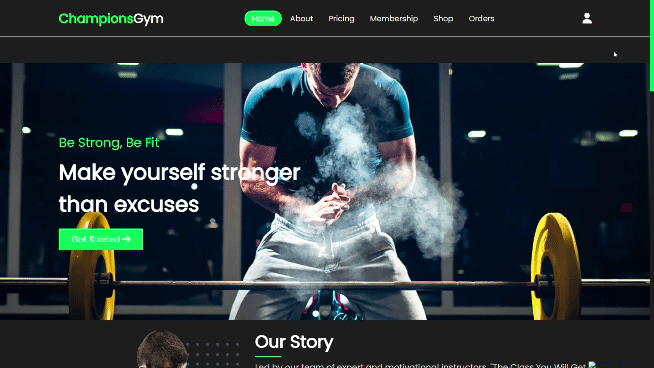 ChampionsGym
Home About Pricing Membership Shop Orders
Be Strong, Be Fit
Make yourself stronger
than excuses
Get Started
Our Story
Led by our team of expert and motivational instructors, "The Class You Will Get